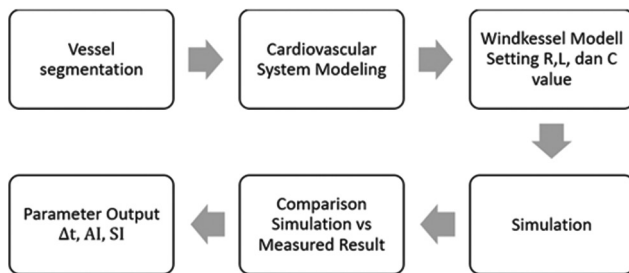 Vessel
segmentation
Cardiovascular
System Modeling
Windkessel Modell
Setting R,L, dan C
value
Simulation
Comparison
Simulation vs
Measured Result
Parameter Output
Δt, AI, SI